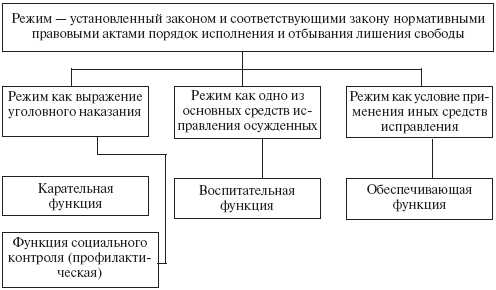 Режим — установленный законом и соответствующими закону нормативными
правовыми актами порядок исполнения и отбывания лишения свободы
Режим как выражение
уголовного наказания
Режим как одно из
основных средств ис-
правления осужденных
Режим как условие при-
менения иных средств
исправления
Карательная
функция
Воспитательная
функция
Обеспечивающая
функция
Функция социального
контроля (профилакти-
ческая)